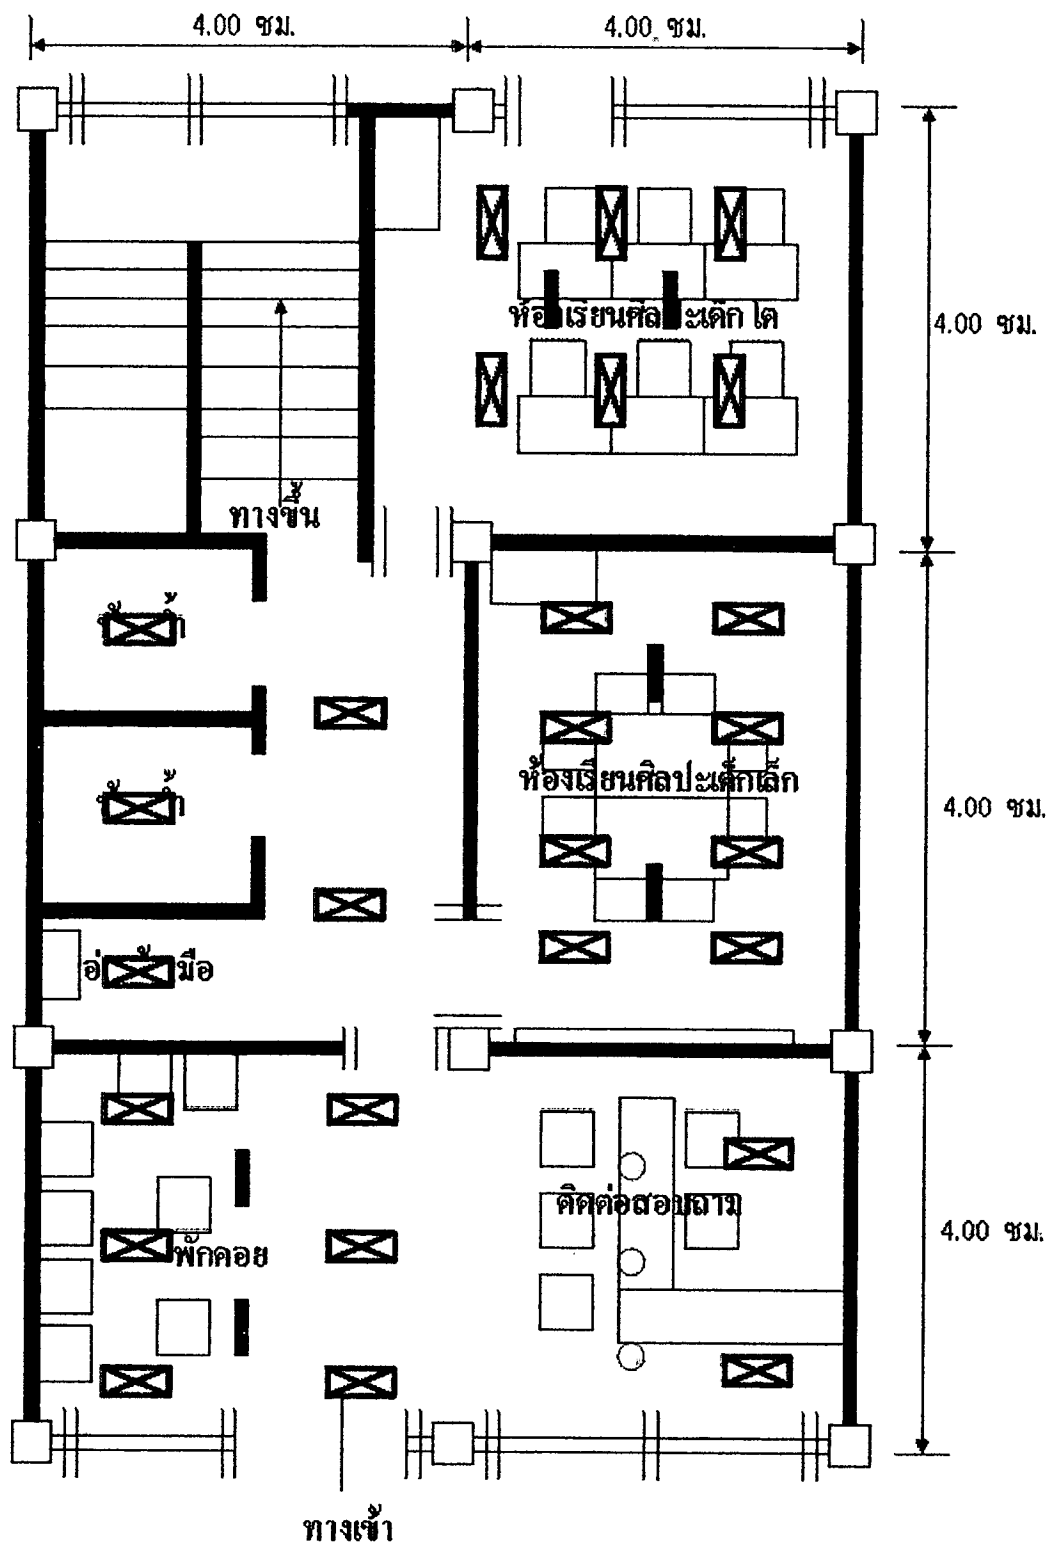 4.00 ซม.
4.00 ซม.
ห้องเรียนศิลปะเด็กโต
4.00 ซม.
ทางขึ้น
ห้องเรียนศิลปะเด็กเล็ก
4.00 ซม.
มือ
ติดต่อสอบถาม
4.00 ซม.
พักคอย
ทางเข้า